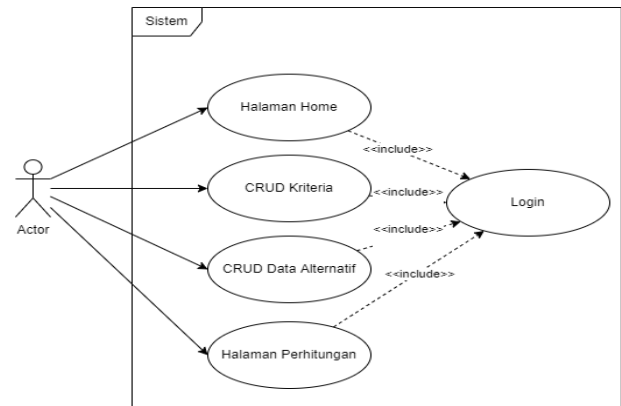 Sistem
Halaman Home
<<include>>
CRUD Kriteria
<<include>>
Login
Actor
<<include>>
CRUD Data Alternatif
<<include>>
Halaman Perhitungan